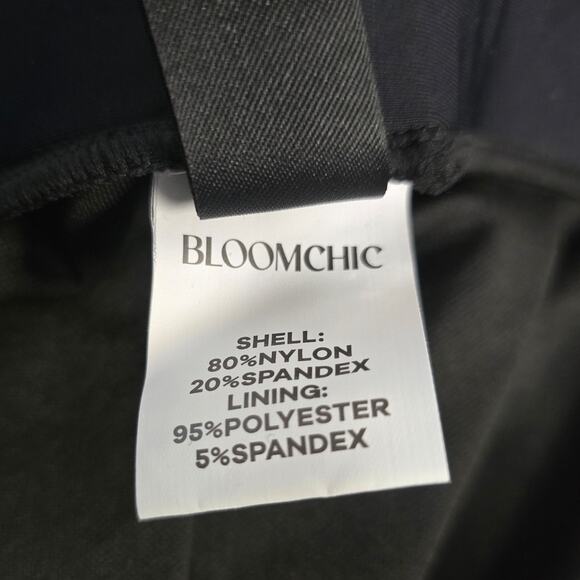 BLOOMCHIC
SHELL:
80%NYLON
20%SPANDEX
LINING:
95%POLYESTER
5%SPANDEX